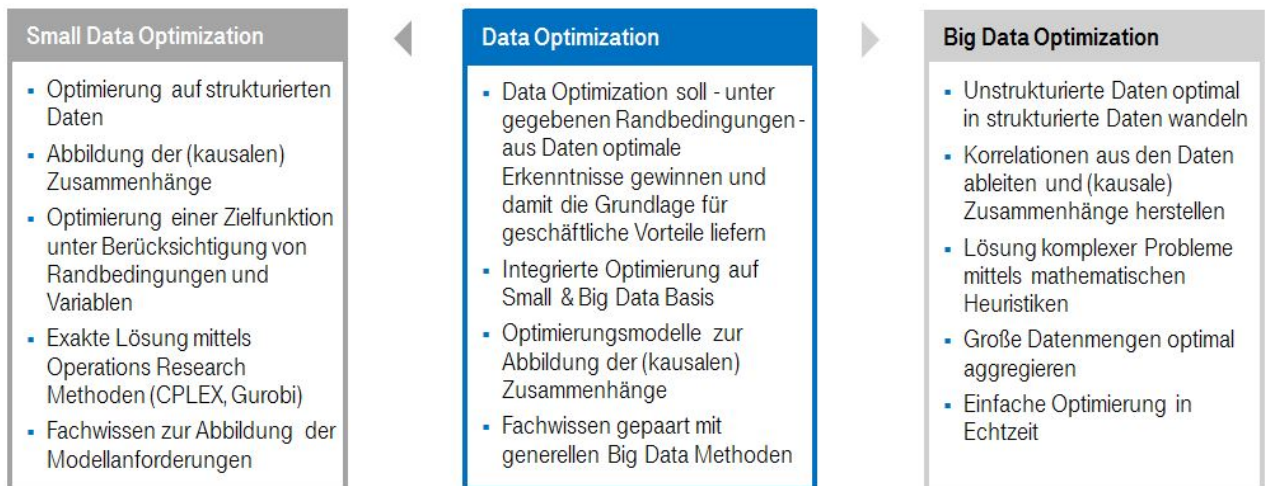 Small Data Optimization
▪ Optimierung auf strukturierten
Daten
▪ Abbildung der (kausalen)
Zusammenhänge
▪ Optimierung einer Zielfunktion
unter Berücksichtigung von
Randbedingungen und
Variablen
▪ Exakte Lösung mittels
Operations Research
Methoden (CPLEX, Gurobi)
▪ Fachwissen zur Abbildung der
Modellanforderungen
Data Optimization
▪ Data Optimization soll - unter
gegebenen Randbedingungen -
aus Daten optimale
Erkenntnisse gewinnen und
damit die Grundlage für
geschäftliche Vorteile liefern
▪ Integrierte Optimierung auf
Small & Big Data Basis
▪ Optimierungsmodelle zur
Abbildung der (kausalen)
Zusammenhänge
▪ Fachwissen gepaart mit
generellen Big Data Methoden
Big Data Optimization
▪ Unstrukturierte Daten optimal
in strukturierte Daten wandeln
▪ Korrelationen aus den Daten
ableiten und (kausale)
Zusammenhänge herstellen
▪ Lösung komplexer Probleme
mittels mathematischen
Heuristiken
▪ Große Datenmengen optimal
aggregieren
▪ Einfache Optimierung in
Echtzeit